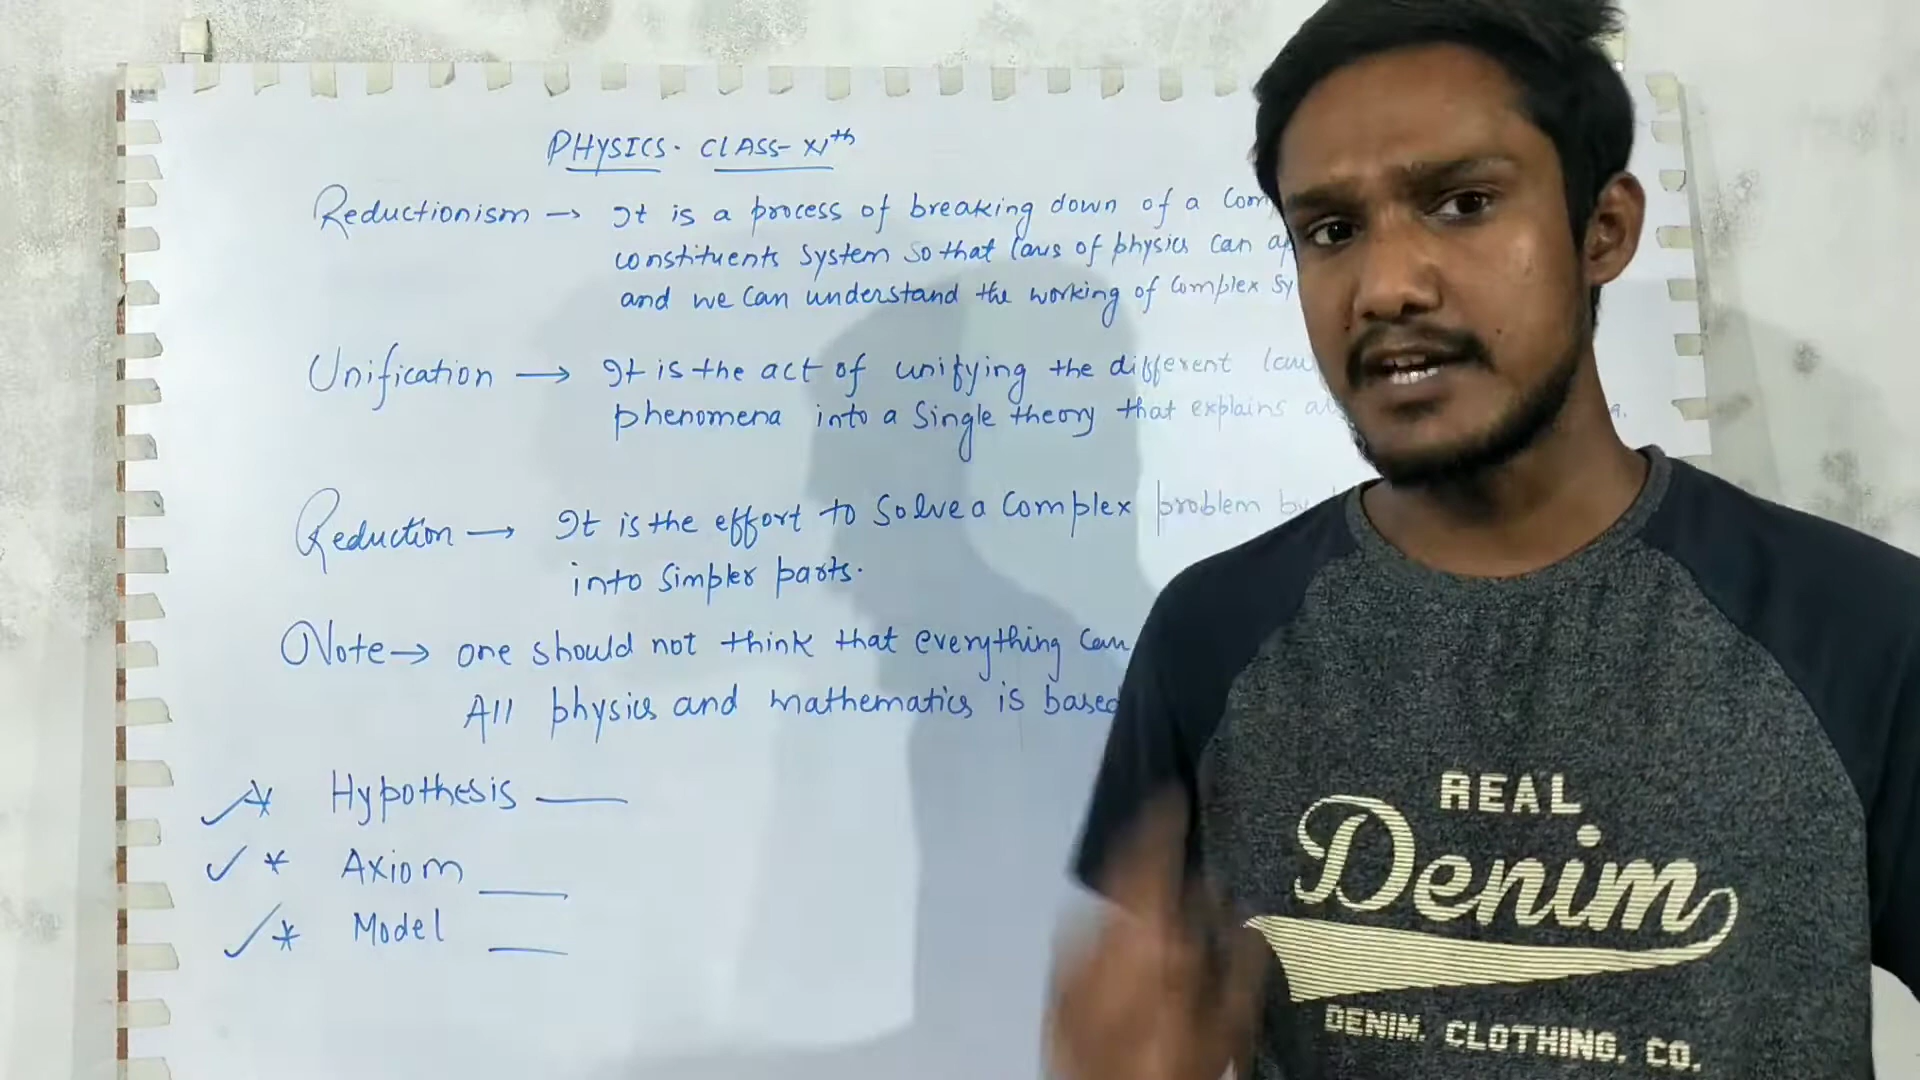 PHYSICS. CLASS-XIth
Reductionism → It is a process of breaking down of a
constituents system so that laws of physics can
and we can understand the working of complex
Unification → It is the act of unifying the different
phenomena into a single theory that explains
Reduction → It is the effort to solve a complex problem by
into simpler parts.
Note → one should not think that everything can
All physics and mathematics is based
* Hypothesis
* Axiom
* Model
REAL
Denim
DENIM. CLOTHING. CO.